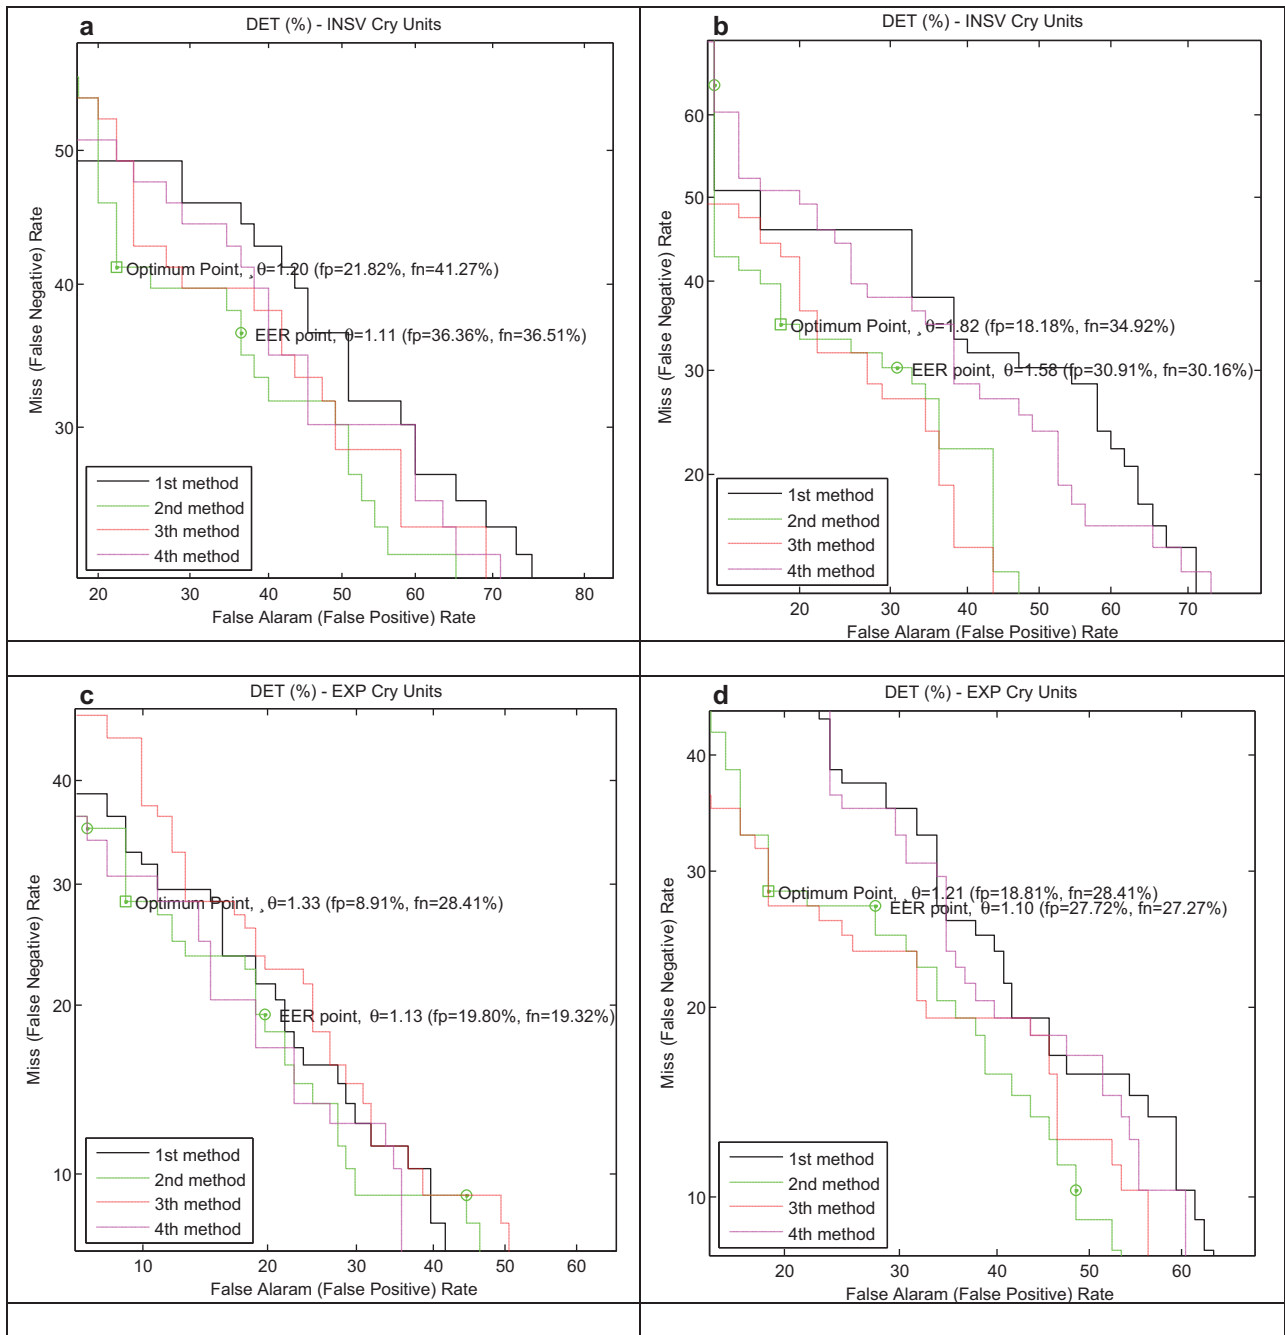 a
DET (%) - INSV Cry Units
50
40
30
Miss (False Negative) Rate
Optimum Point, ¸ θ=1.20 (fp=21.82%, fn=41.27%)
EER point, θ=1.11 (fp=36.36%, fn=36.51%)
1st method
2nd method
3th method
4th method
20 30 40 50 60 70 80
False Alaram (False Positive) Rate
b
DET (%) - INSV Cry Units
60
50
40
30
20
Miss (False Negative) Rate
Optimum Point, ¸ θ=1.82 (fp=18.18%, fn=34.92%)
EER point, θ=1.58 (fp=30.91%, fn=30.16%)
1st method
2nd method
3th method
4th method
20 30 40 50 60 70
False Alaram (False Positive) Rate
c
DET (%) - EXP Cry Units
40
30
20
10
Miss (False Negative) Rate
Optimum Point, ¸ θ=1.33 (fp=8.91%, fn=28.41%)
EER point, θ=1.13 (fp=19.80%, fn=19.32%)
1st method
2nd method
3th method
4th method
10 20 30 40 50 60
False Alaram (False Positive) Rate
d
DET (%) - EXP Cry Units
40
30
20
10
Miss (False Negative) Rate
Optimum Point, ¸ θ=1.21 (fp=18.81%, fn=28.41%)
EER point, θ=1.10 (fp=27.72%, fn=27.27%)
1st method
2nd method
3th method
4th method
20 30 40 50 60
False Alaram (False Positive) Rate